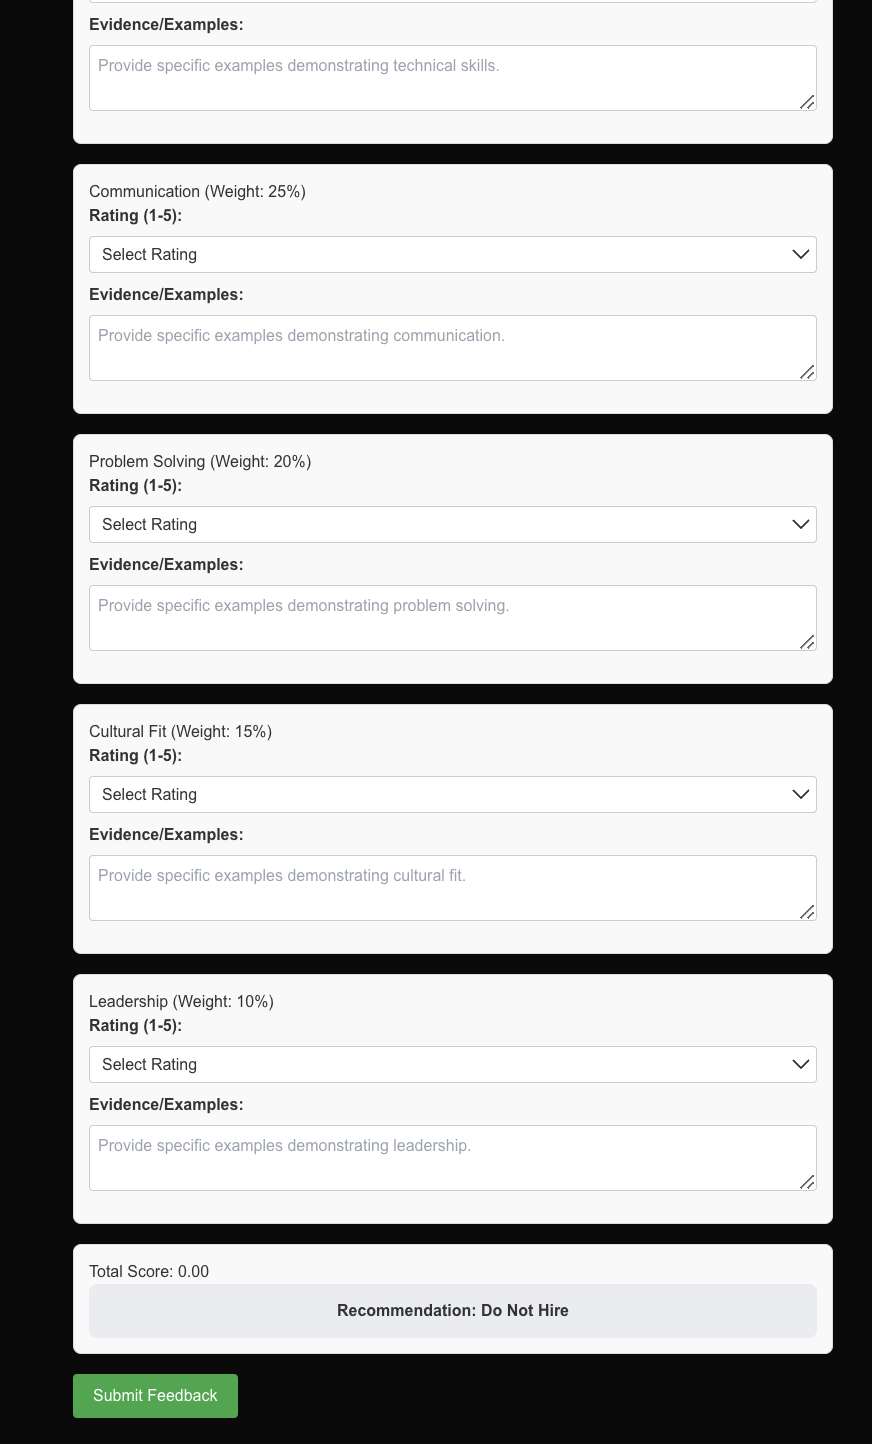 Evidence/Examples:
Provide specific examples demonstrating technical skills.
Communication (Weight: 25%)
Rating (1-5):
Select Rating
Evidence/Examples:
Provide specific examples demonstrating communication.
Problem Solving (Weight: 20%)
Rating (1-5):
Select Rating
Evidence/Examples:
Provide specific examples demonstrating problem solving.
Cultural Fit (Weight: 15%)
Rating (1-5):
Select Rating
Evidence/Examples:
Provide specific examples demonstrating cultural fit.
Leadership (Weight: 10%)
Rating (1-5):
Select Rating
Evidence/Examples:
Provide specific examples demonstrating leadership.
Total Score: 0.00
Recommendation: Do Not Hire
Submit Feedback